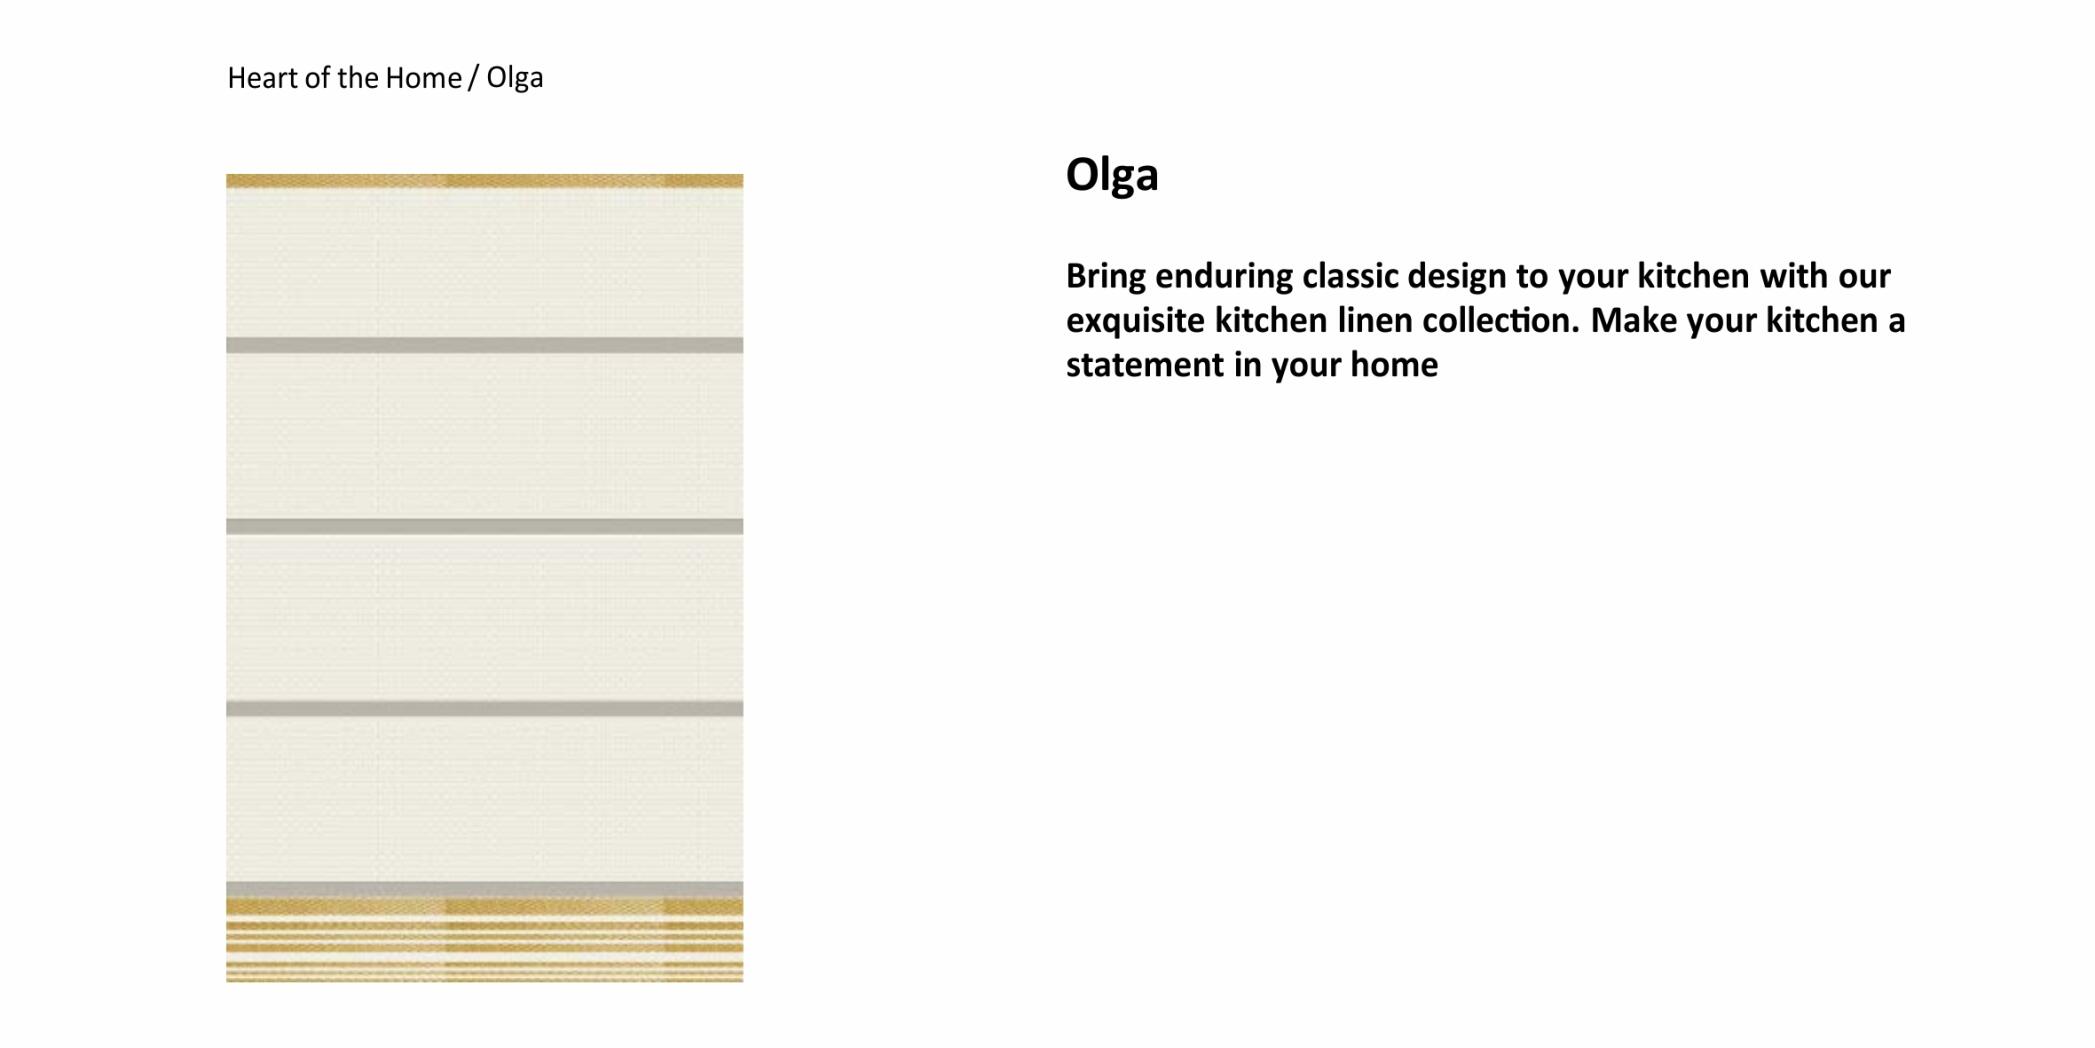 Heart of the Home / Olga
Olga
Bring enduring classic design to your kitchen with our
exquisite kitchen linen collection. Make your kitchen a
statement in your home